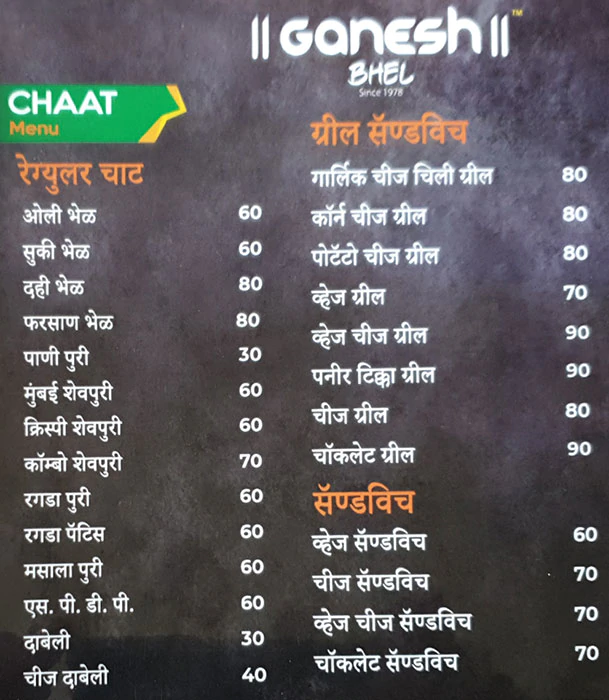 || Ganesh || ™
BHEL
Since 1978
CHAAT
Menu
रेग्युलर चाट
ओली भेळ 60
सुकी भेळ 60
दही भेळ 80
फरसाण भेळ 80
पाणी पुरी 30
मुंबई शेवपुरी 60
क्रिस्पी शेवपुरी 60
कॉम्बो शेवपुरी 70
रगडा पुरी 60
रगडा पॅटिस 60
मसाला पुरी 60
एस. पी. डी. पी. 60
दाबेली 30
चीज दाबेली 40
ग्रील सॅण्डविच
गार्लिक चीज चिली ग्रील 80
कॉर्न चीज ग्रील 80
पोटॅटो चीज ग्रील 80
व्हेज ग्रील 70
व्हेज चीज ग्रील 90
पनीर टिक्का ग्रील 90
चीज ग्रील 80
चॉकलेट ग्रील 90
सॅण्डविच
व्हेज सॅण्डविच 60
चीज सॅण्डविच 70
व्हेज चीज सॅण्डविच 70
चॉकलेट सॅण्डविच 70